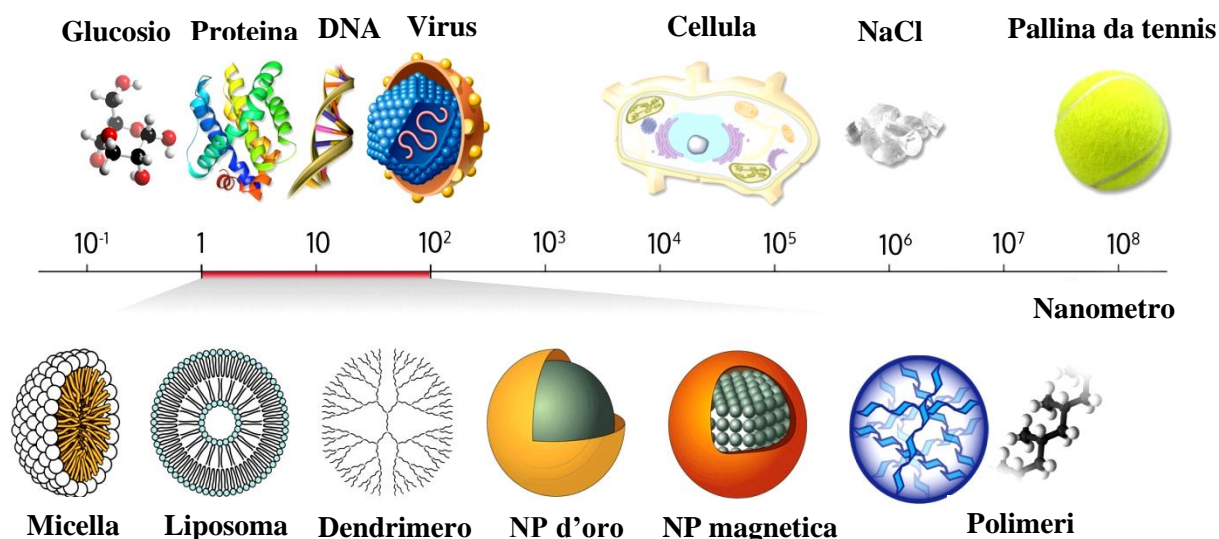 Glucosio Proteina DNA Virus Cellula NaCl Pallina da tennis
10⁻¹ 1 10 10² 10³ 10⁴ 10⁵ 10⁶ 10⁷ 10⁸
Nanometro
Micella Liposoma Dendrimero NP d’oro NP magnetica Polimeri